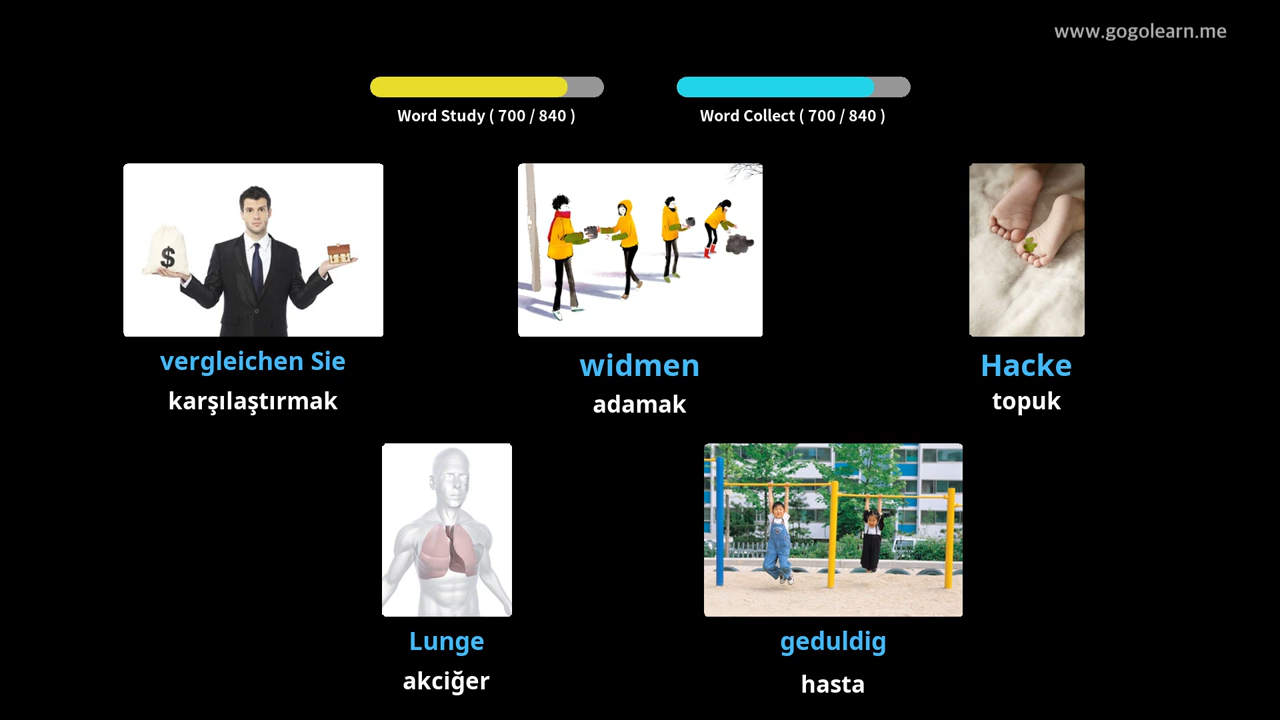 www.gogolearn.me
Word Study ( 700 / 840 )
Word Collect ( 700 / 840 )
vergleichen Sie
karşılaştırmak
widmen
adamak
Hacke
topuk
$
Lunge
akciğer
geduldig
hasta